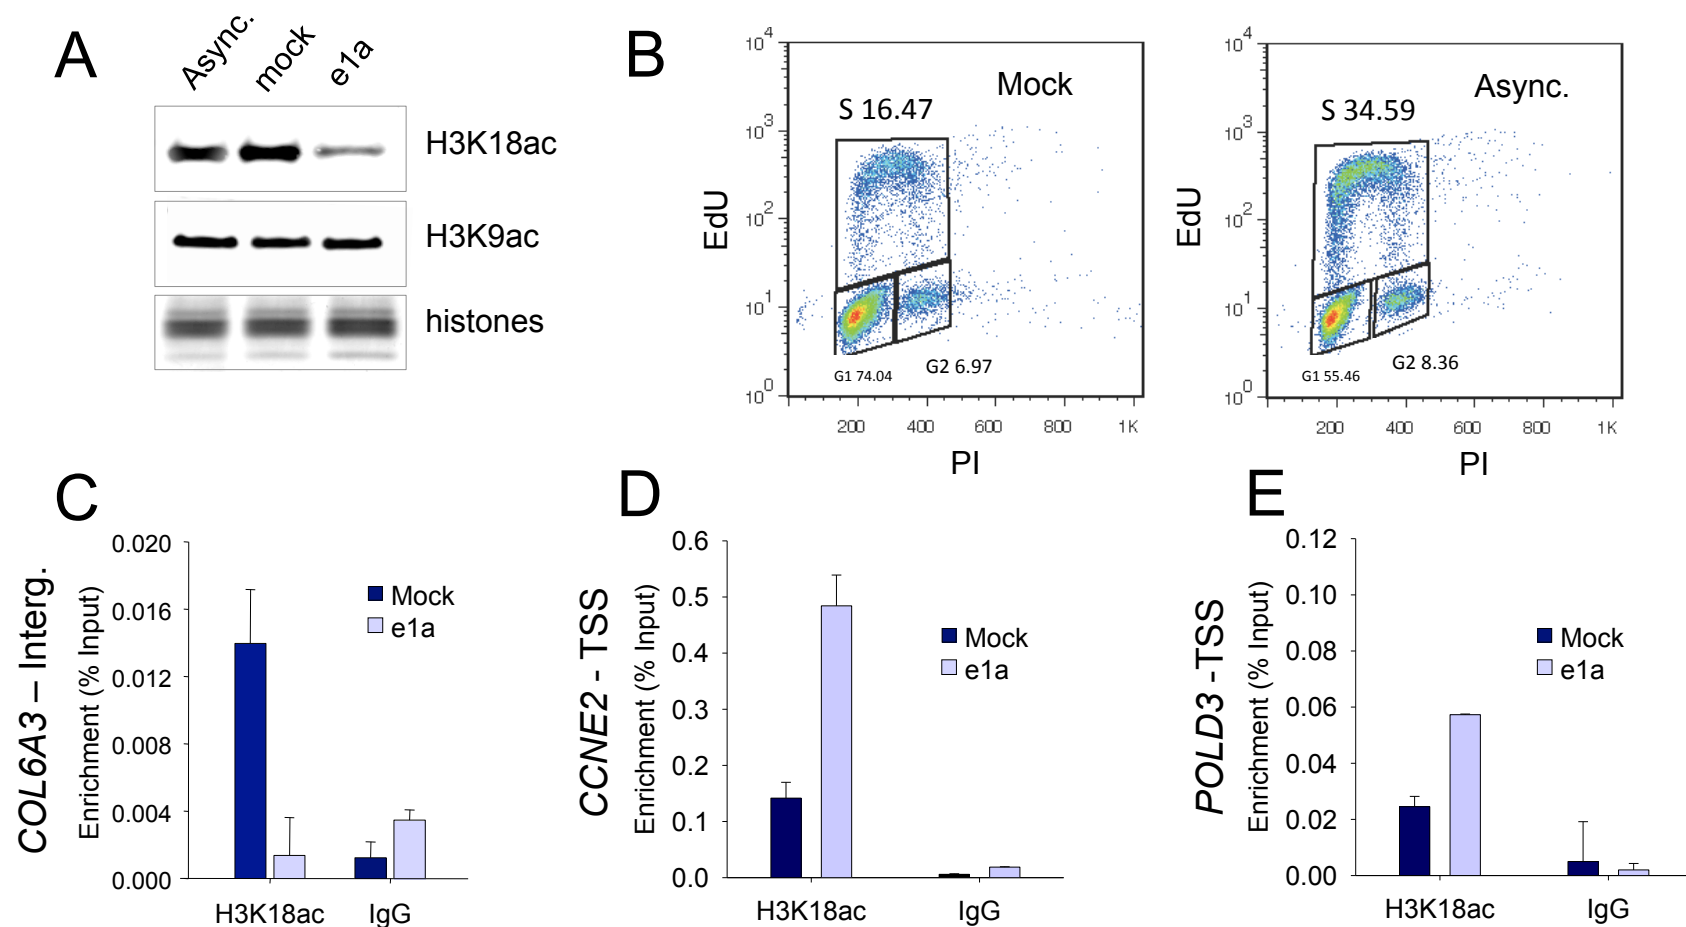 A
Async.
mock
e1a
H3K18ac
H3K9ac
histones
B
Mock
S 16.47
G1 74.04
G2 6.97
EdU
10^4
10^3
10^2
10^1
10^0
200 400 600 800 1K
PI
Async.
S 34.59
G1 55.46
G2 8.36
EdU
10^4
10^3
10^2
10^1
10^0
200 400 600 800 1K
PI
C
COL6A3 – Interg.
Enrichment (% Input)
0.020
0.016
0.012
0.008
0.004
0.000
Mock
e1a
H3K18ac IgG
D
CCNE2 - TSS
Enrichment (% Input)
0.6
0.5
0.4
0.3
0.2
0.1
0.0
Mock
e1a
H3K18ac IgG
E
POLD3 -TSS
Enrichment (% Input)
0.12
0.10
0.08
0.06
0.04
0.02
0.00
Mock
e1a
H3K18ac IgG